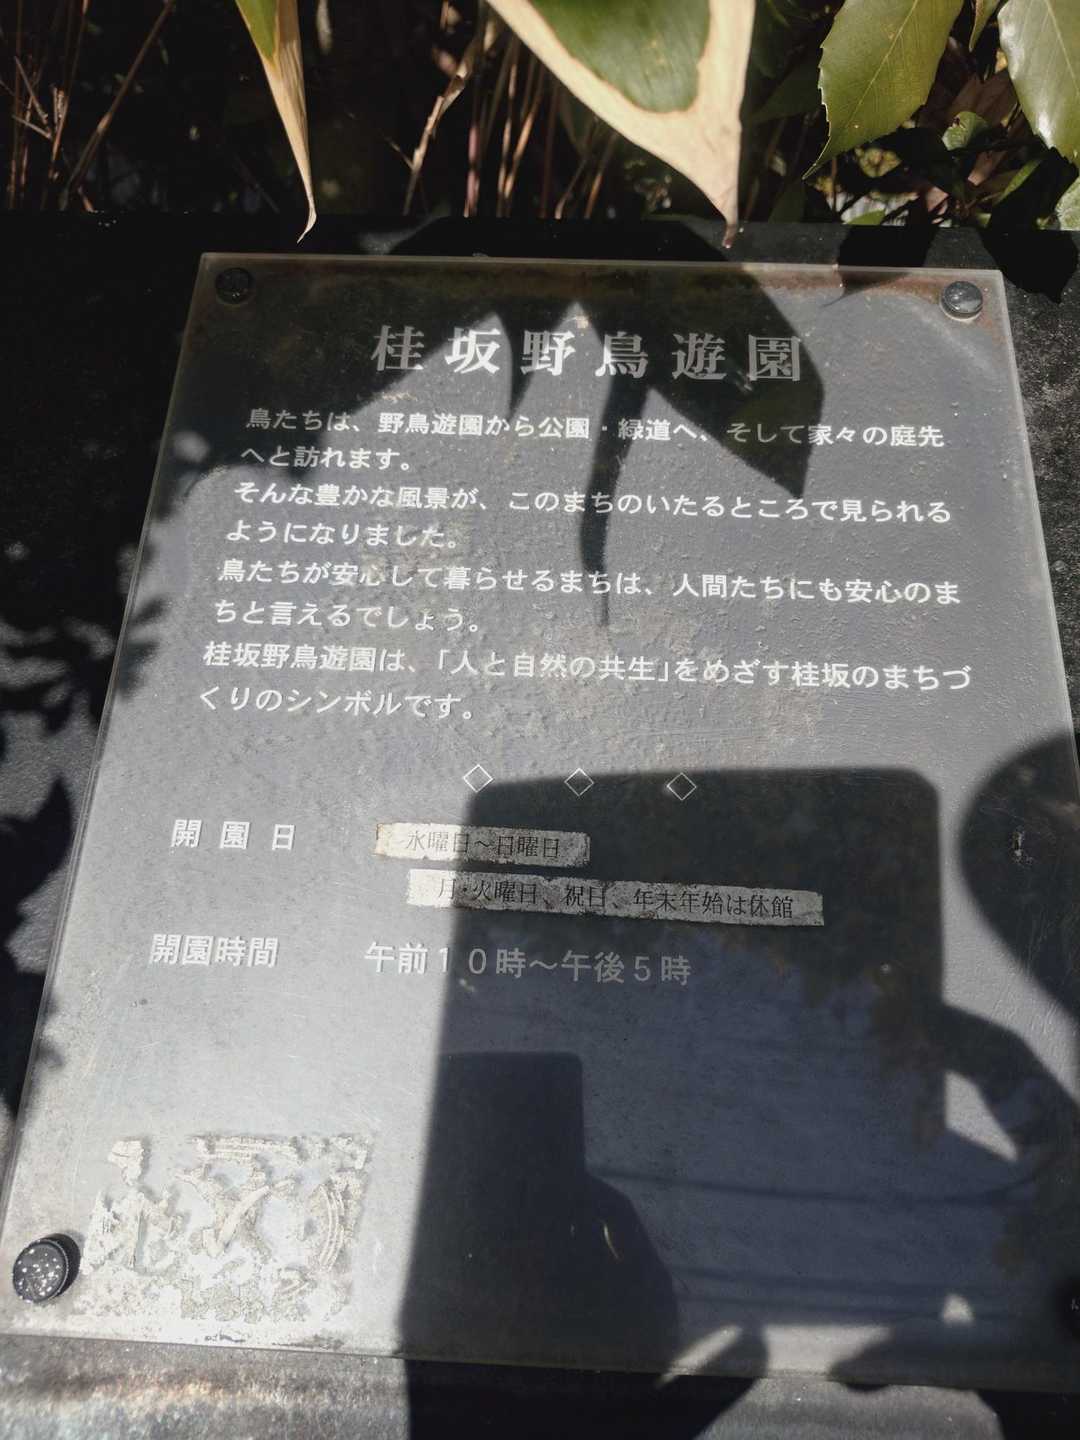 桂坂野鳥遊園
鳥たちは、野鳥遊園から公園・緑道へ、そして家々の庭先
へと訪れます。
そんな豊かな風景が、このまちのいたるところで見られる
ようになりました。
鳥たちが安心して暮らせるまちは、人間たちにも安心のま
ちと言えるでしょう。
桂坂野鳥遊園は、「人と自然の共生」をめざす桂坂のまちづ
くりのシンボルです。
◇ ◇ ◇
開園日 水曜日～日曜日
月・火曜日、祝日、年末年始は休館
開園時間 午前10時～午後5時